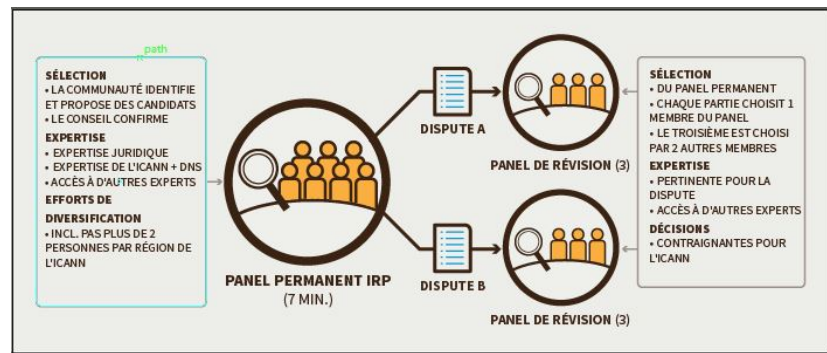 path
SÉLECTION
• LA COMMUNAUTÉ IDENTIFIE
ET PROPOSE DES CANDIDATS
• LE CONSEIL CONFIRME
EXPERTISE
• EXPERTISE JURIDIQUE
• EXPERTISE DE L'ICANN + DNS
• ACCÈS À D'AUTRES EXPERTS
EFFORTS DE
DIVERSIFICATION
• INCL. PAS PLUS DE 2
PERSONNES PAR RÉGION DE
L'ICANN
PANEL PERMANENT IRP
(7 MIN.)
DISPUTE A
DISPUTE B
PANEL DE RÉVISION (3)
PANEL DE RÉVISION (3)
SÉLECTION
• DU PANEL PERMANENT
• CHAQUE PARTIE CHOISIT 1
MEMBRE DU PANEL
• LE TROISIÈME EST CHOISI
PAR 2 AUTRES MEMBRES
EXPERTISE
• PERTINENTE POUR LA
DISPUTE
• ACCÈS À D'AUTRES EXPERTS
DÉCISIONS
• CONTRAIGNANTES POUR
L'ICANN